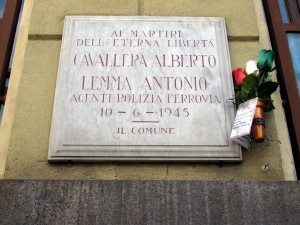 AI MARTIRI
DELL'ETERNA LIBERTÀ
CAVALLERA ALBERTO
LEMMA ANTONIO
AGENTI POLIZIA FERROVIA
10-6-1945
IL COMUNE